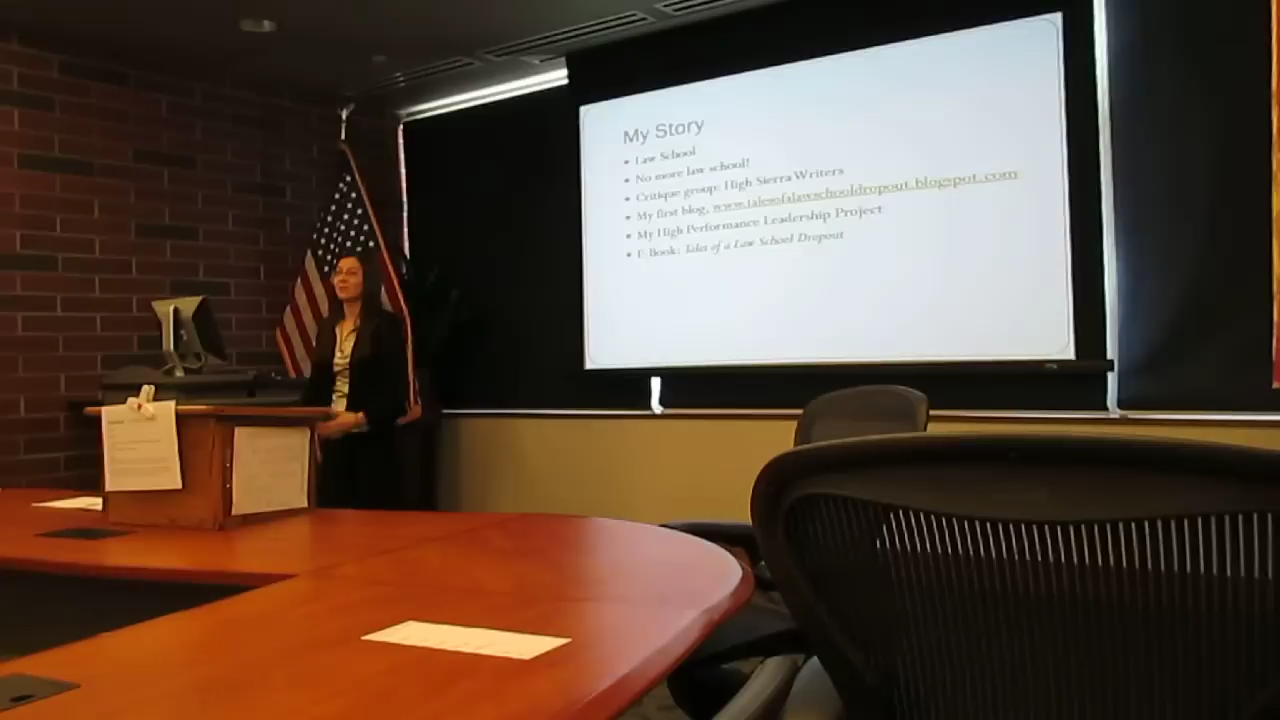 My Story
• Law School
• No more law school!
• Critique group: High Sierra Writers
• My first blog, www.talesofalawschooldropout.blogspot.com
• My High Performance Leadership Project
• E-Book: Tales of a Law School Dropout